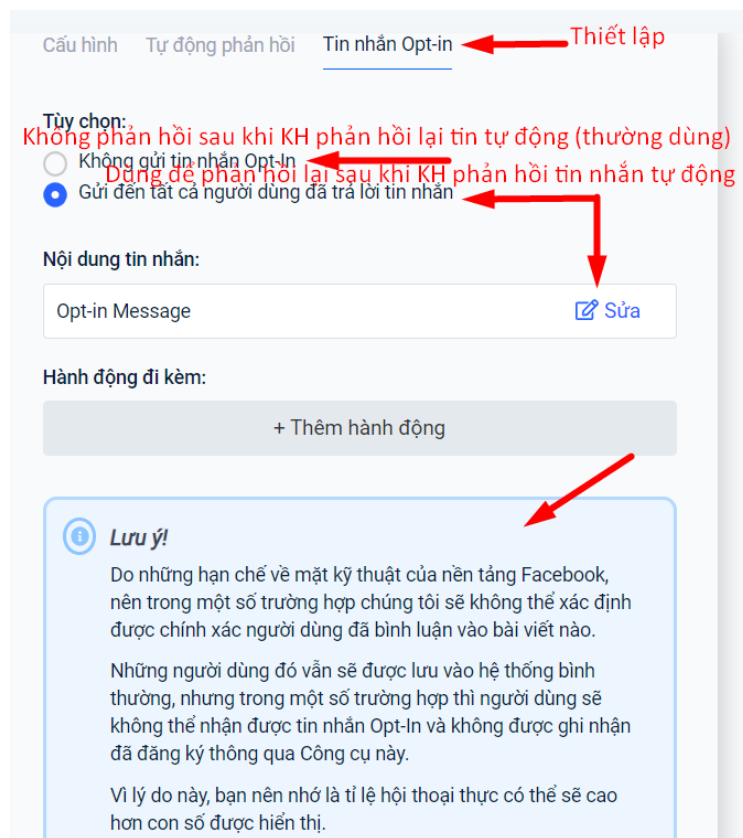 Cấu hình Tự động phản hồi Tin nhắn Opt-in Thiết lập
Tùy chọn:
Không phản hồi sau khi KH phản hồi lại tin tự động (thường dùng)
Không gửi tin nhắn Opt-In
Dùng để phản hồi lại sau khi KH phản hồi tin nhắn tự động
Gửi đến tất cả người dùng đã trả lời tin nhắn
Nội dung tin nhắn:
Opt-in Message Sửa
Hành động đi kèm:
+ Thêm hành động
Lưu ý!
Do những hạn chế về mặt kỹ thuật của nền tảng Facebook,
nên trong một số trường hợp chúng tôi sẽ không thể xác định
được chính xác người dùng đã bình luận vào bài viết nào.
Những người dùng đó vẫn sẽ được lưu vào hệ thống bình
thường, nhưng trong một số trường hợp thì người dùng sẽ
không thể nhận được tin nhắn Opt-In và không được ghi nhận
đã đăng ký thông qua Công cụ này.
Vì lý do này, bạn nên nhớ là tỉ lệ hội thoại thực có thể sẽ cao
hơn con số được hiển thị.